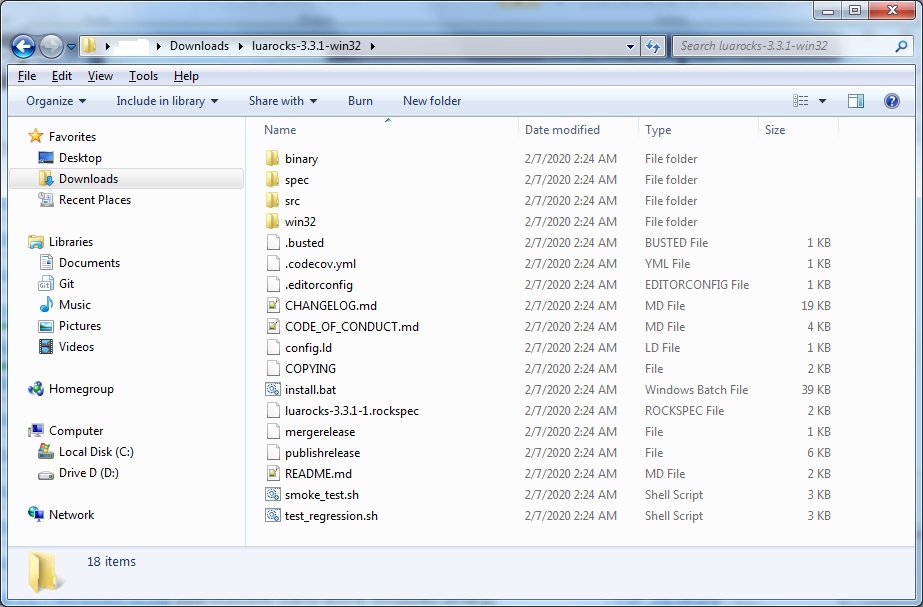 Downloads luarocks-3.3.1-win32 Search luarocks-3.3.1-win32
File Edit View Tools Help
Organize Include in library Share with Burn New folder
Name Date modified Type Size
Favorites
Desktop
Downloads
Recent Places
Libraries
Documents
Git
Music
Pictures
Videos
Homegroup
Computer
Local Disk (C:)
Drive D (D:)
Network
binary 2/7/2020 2:24 AM File folder
spec 2/7/2020 2:24 AM File folder
src 2/7/2020 2:24 AM File folder
win32 2/7/2020 2:24 AM File folder
.busted 2/7/2020 2:24 AM BUSTED File 1 KB
.codecov.yml 2/7/2020 2:24 AM YML File 1 KB
.editorconfig 2/7/2020 2:24 AM EDITORCONFIG File 1 KB
CHANGELOG.md 2/7/2020 2:24 AM MD File 19 KB
CODE_OF_CONDUCT.md 2/7/2020 2:24 AM MD File 4 KB
config.ld 2/7/2020 2:24 AM LD File 1 KB
COPYING 2/7/2020 2:24 AM File 2 KB
install.bat 2/7/2020 2:24 AM Windows Batch File 39 KB
luarocks-3.3.1-1.rockspec 2/7/2020 2:24 AM ROCKSPEC File 2 KB
mergerelease 2/7/2020 2:24 AM File 1 KB
publishrelease 2/7/2020 2:24 AM File 6 KB
README.md 2/7/2020 2:24 AM MD File 2 KB
smoke_test.sh 2/7/2020 2:24 AM Shell Script 3 KB
test_regression.sh 2/7/2020 2:24 AM Shell Script 3 KB
18 items